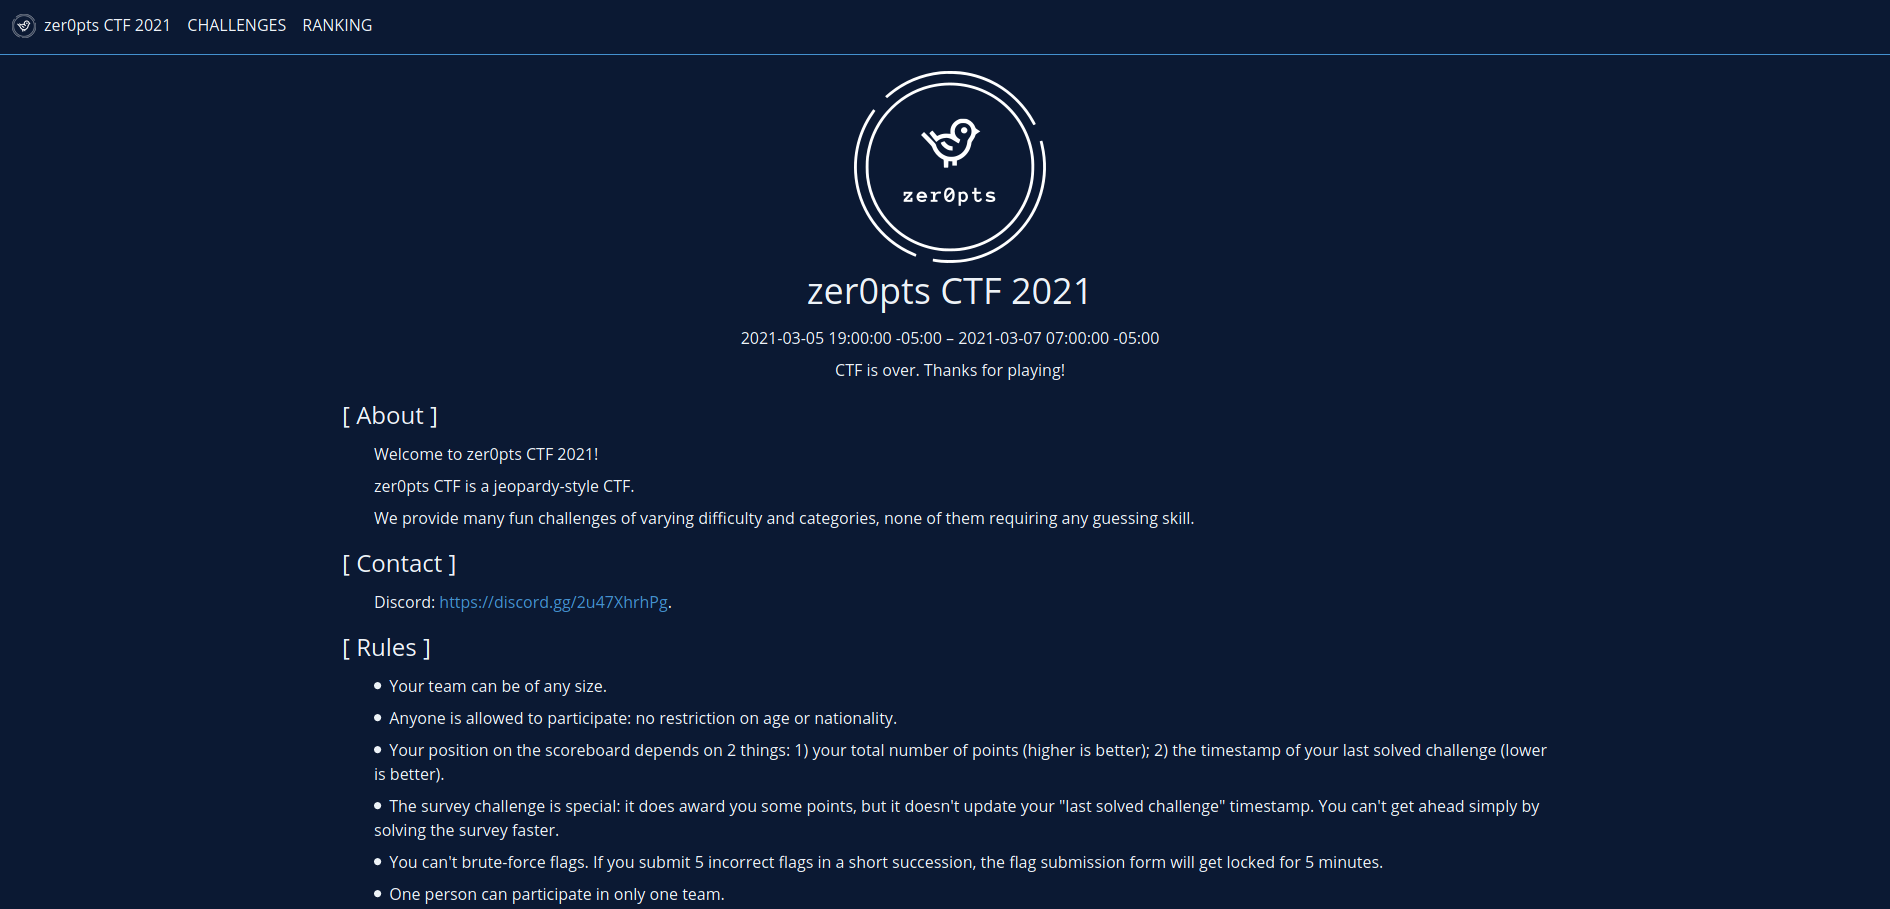 zer0pts CTF 2021 CHALLENGES RANKING
zer0pts
zer0pts CTF 2021
2021-03-05 19:00:00 -05:00 – 2021-03-07 07:00:00 -05:00
CTF is over. Thanks for playing!
[ About ]
Welcome to zer0pts CTF 2021!
zer0pts CTF is a jeopardy-style CTF.
We provide many fun challenges of varying difficulty and categories, none of them requiring any guessing skill.
[ Contact ]
Discord: https://discord.gg/2u47XhrhPg.
[ Rules ]
• Your team can be of any size.
• Anyone is allowed to participate: no restriction on age or nationality.
• Your position on the scoreboard depends on 2 things: 1) your total number of points (higher is better); 2) the timestamp of your last solved challenge (lower
is better).
• The survey challenge is special: it does award you some points, but it doesn't update your "last solved challenge" timestamp. You can't get ahead simply by
solving the survey faster.
• You can't brute-force flags. If you submit 5 incorrect flags in a short succession, the flag submission form will get locked for 5 minutes.
• One person can participate in only one team.